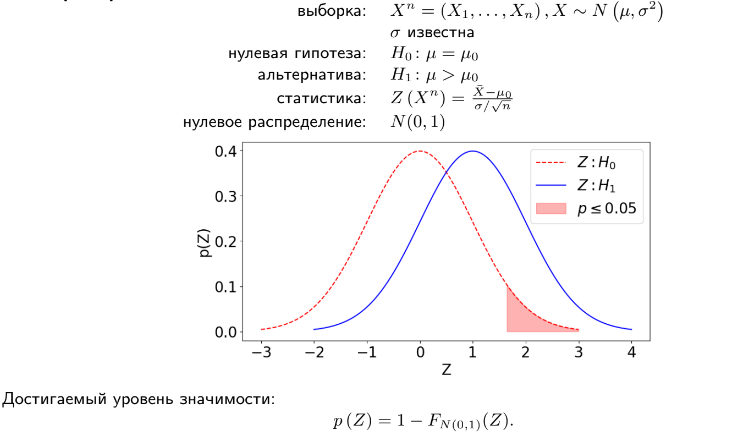 выборка: Xⁿ = (X₁, . . . , Xₙ) , X ∼ N (μ, σ²)
σ известна
нулевая гипотеза: H₀ : μ = μ₀
альтернатива: H₁ : μ > μ₀
статистика: Z (Xⁿ) = (X̄−μ₀)/(σ/√n)
нулевое распределение: N(0, 1)
Z : H₀
Z : H₁
p ≤ 0.05
p(Z)
0.4
0.3
0.2
0.1
0.0
−3 −2 −1 0 1 2 3 4
Z
Достигаемый уровень значимости:
p (Z) = 1 − F_{N(0,1)}(Z).